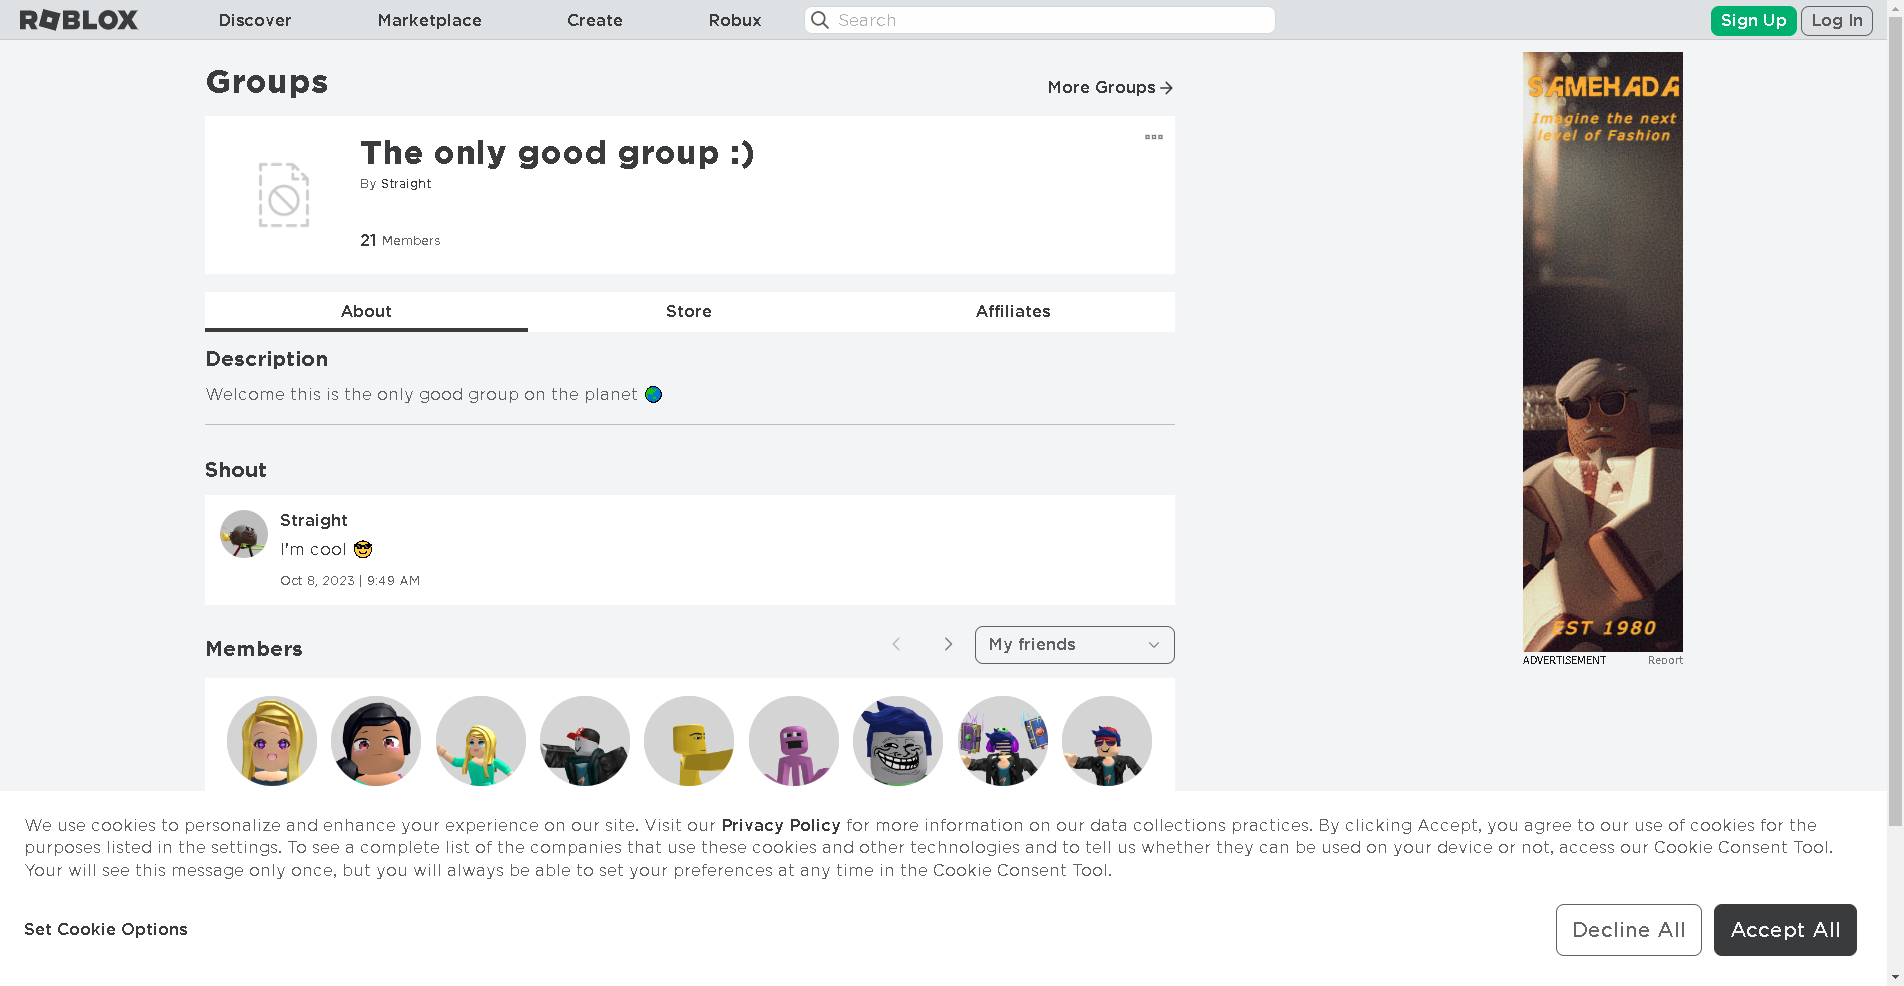 ROBLOX
Discover
Marketplace
Create
Robux
Search
Sign Up
Log In
Groups
More Groups
The only good group :)
By Straight
21 Members
About
Store
Affiliates
Description
Welcome this is the only good group on the planet 🌎
Shout
Straight
I'm cool 😎
Oct 8, 2023 | 9:49 AM
Members
My friends
SAMEHADA
Imagine the next
level of Fashion
EST 1980
ADVERTISEMENT
Report
We use cookies to personalize and enhance your experience on our site. Visit our Privacy Policy for more information on our data collections practices. By clicking Accept, you agree to our use of cookies for the
purposes listed in the settings. To see a complete list of the companies that use these cookies and other technologies and to tell us whether they can be used on your device or not, access our Cookie Consent Tool.
Your will see this message only once, but you will always be able to set your preferences at any time in the Cookie Consent Tool.
Set Cookie Options
Decline All
Accept All